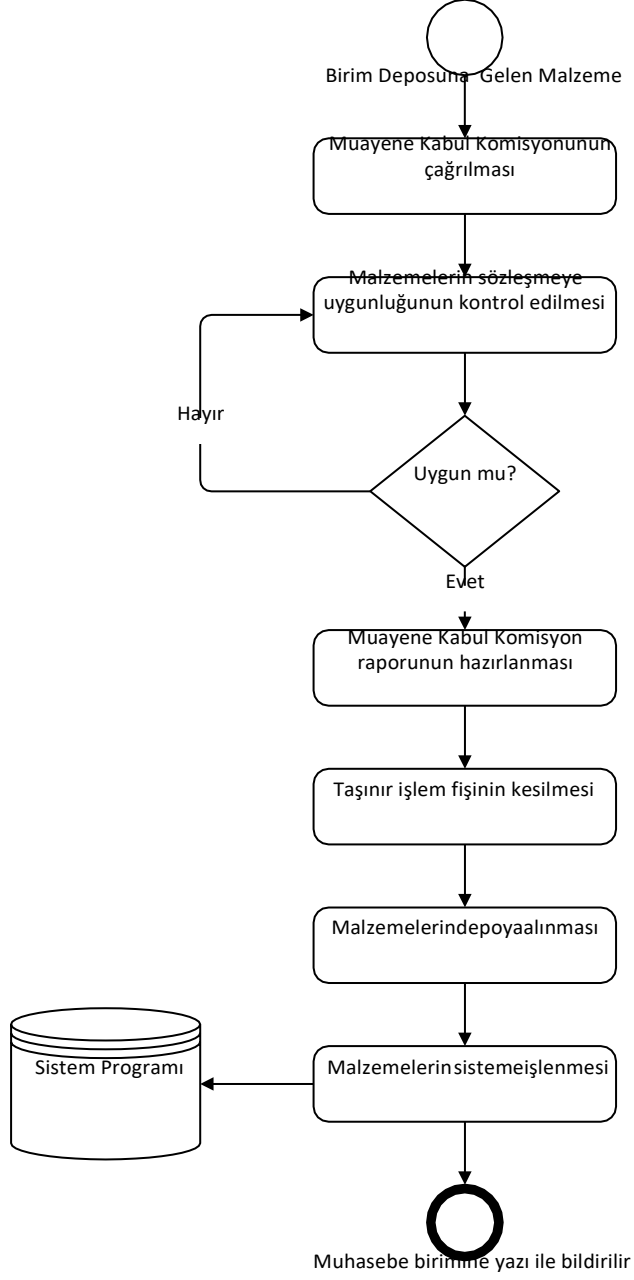 Birim Deposuna Gelen Malzeme
Muayene Kabul Komisyonunun
çağrılması
Malzemelerin sözleşmeye
uygunluğunun kontrol edilmesi
Hayır
Uygun mu?
Evet
Muayene Kabul Komisyon
raporunun hazırlanması
Taşınır işlem fişinin kesilmesi
Malzemelerindepoyaalınması
Sistem Programı
Malzemelerinsistemeişlenmesi
Muhasebe birimine yazı ile bildirilir